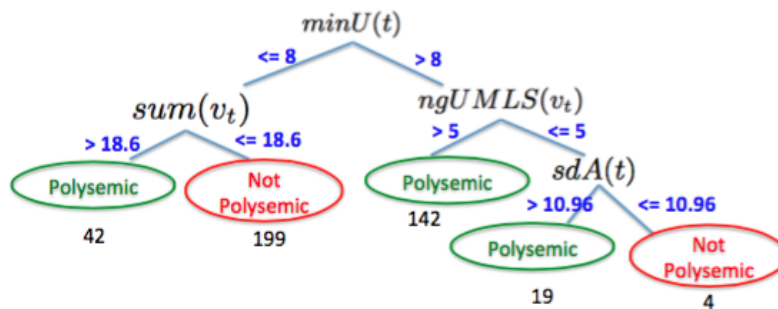 minU(t)
<= 8 > 8
sum(v_t) ngUMLS(v_t)
> 18.6 <= 18.6 > 5 <= 5
Polysemic Not Polysemic Polysemic sdA(t)
42 199 142 > 10.96 <= 10.96
Polysemic Not Polysemic
19 4